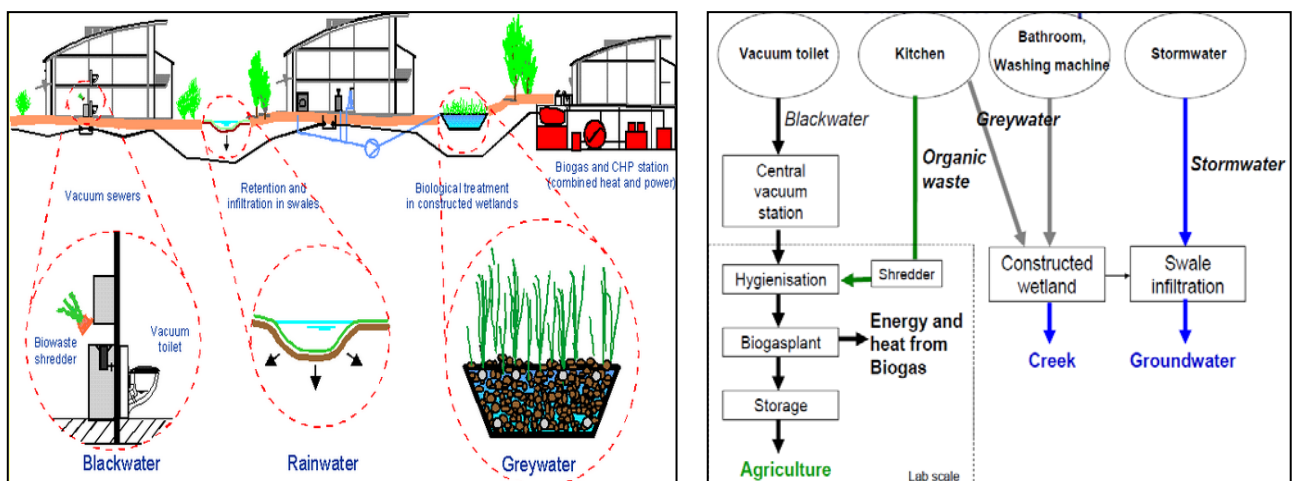 Vacuum sewers
Retention and
infiltration in swales
Biological treatment
in constructed wetlands
Biogas and CHP station
(combined heat and power)
Biowaste
shredder
Vacuum
toilet
Blackwater
Rainwater
Greywater
Vacuum toilet
Kitchen
Bathroom,
Washing machine
Stormwater
Blackwater
Greywater
Organic
waste
Stormwater
Central
vacuum
station
Hygienisation
Shredder
Constructed
wetland
Swale
infiltration
Biogasplant
Energy and
heat from
Biogas
Creek
Groundwater
Storage
Agriculture
Lab scale